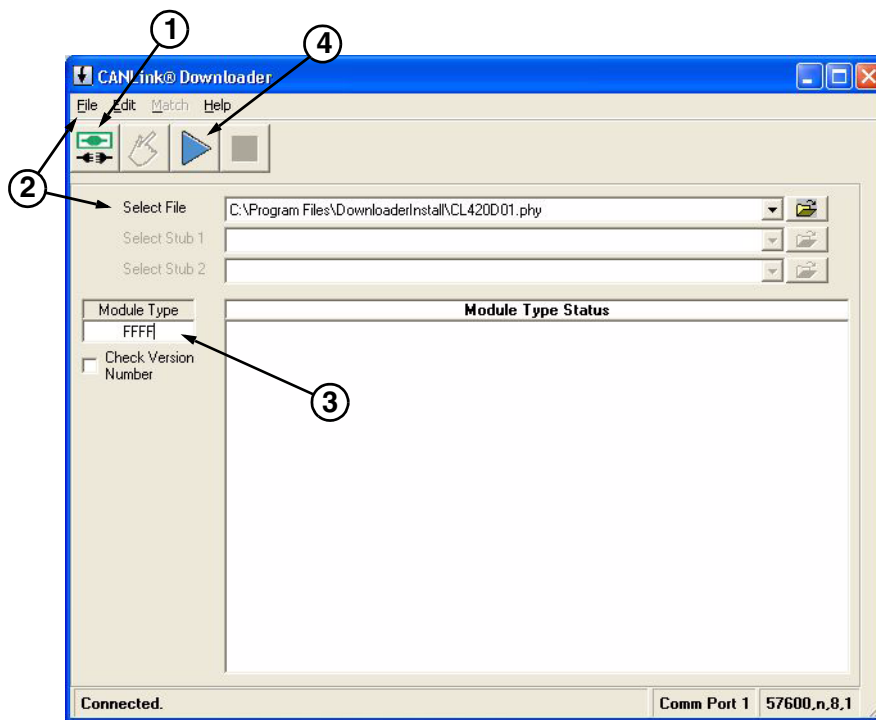 1
4
CANLink® Downloader
File Edit Match Help
2
Select File C:\Program Files\DownloaderInstall\CL420D01.phy
Select Stub 1
Select Stub 2
Module Type Module Type Status
FFFF
Check Version
Number
3
Connected. Comm Port 1 57600,n,8,1